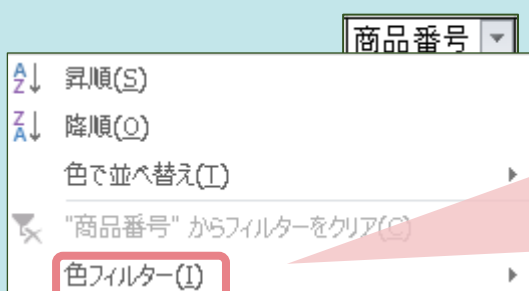 商品番号
昇順(S)
降順(O)
色で並べ替え(T)
"商品番号" からフィルターをクリア(C)
色フィルター(I)